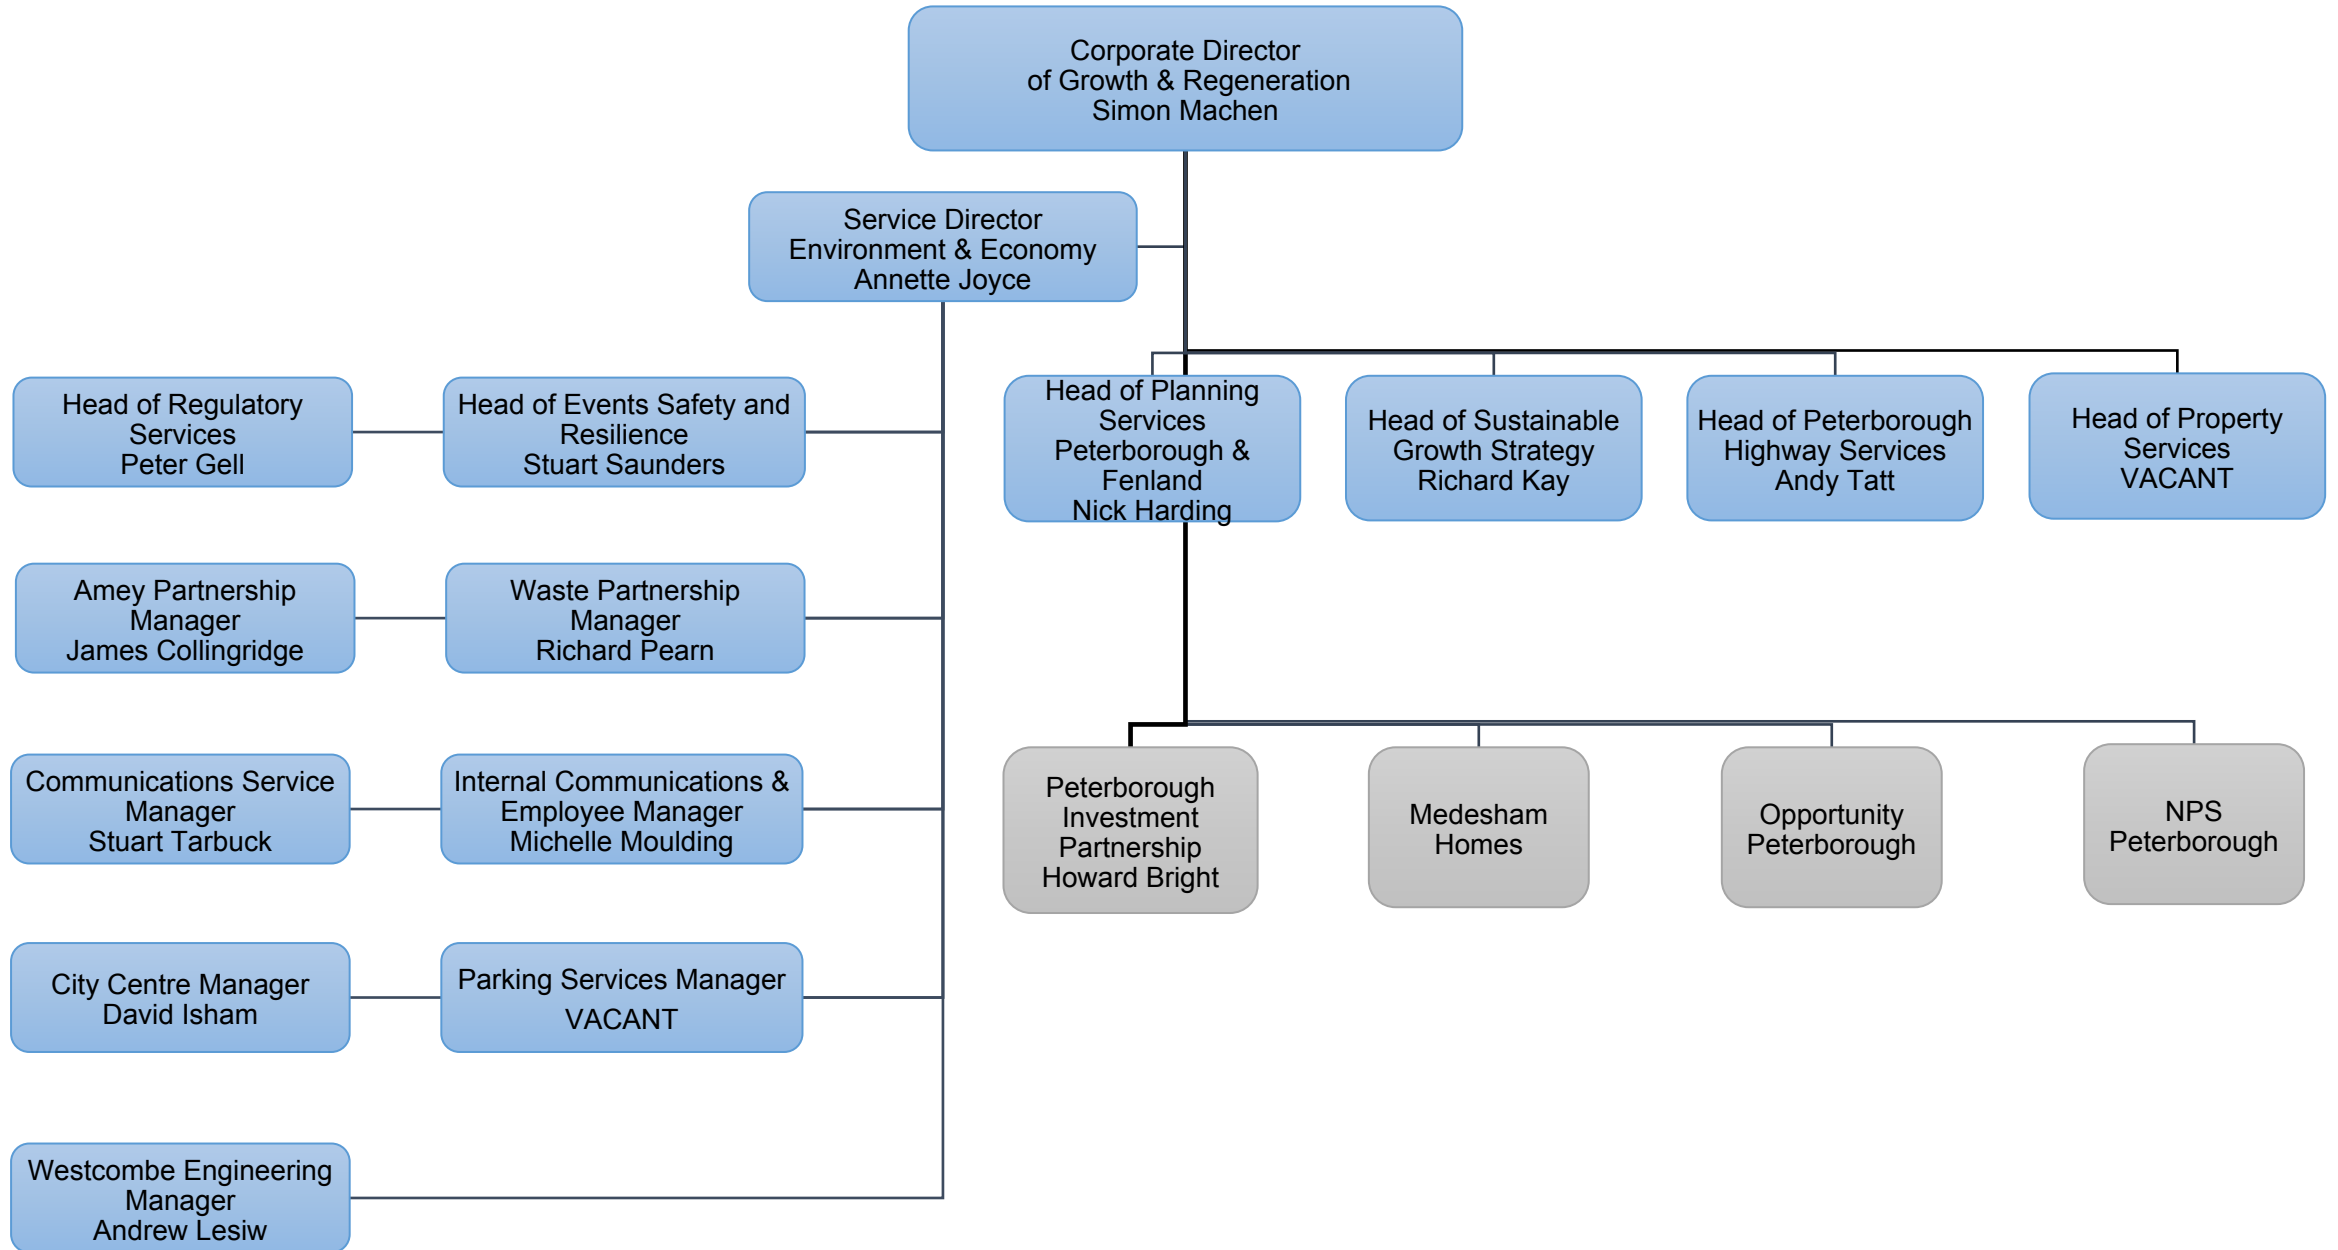 Corporate Director
of Growth & Regeneration
Simon Machen
Service Director
Environment & Economy
Annette Joyce
Head of Regulatory
Services
Peter Gell
Head of Events Safety and
Resilience
Stuart Saunders
Head of Planning
Services
Peterborough &
Fenland
Nick Harding
Head of Sustainable
Growth Strategy
Richard Kay
Head of Peterborough
Highway Services
Andy Tatt
Head of Property
Services
VACANT
Amey Partnership
Manager
James Collingridge
Waste Partnership
Manager
Richard Pearn
Communications Service
Manager
Stuart Tarbuck
Internal Communications &
Employee Manager
Michelle Moulding
Peterborough
Investment
Partnership
Howard Bright
Medesham
Homes
Opportunity
Peterborough
NPS
Peterborough
City Centre Manager
David Isham
Parking Services Manager
VACANT
Westcombe Engineering
Manager
Andrew Lesiw